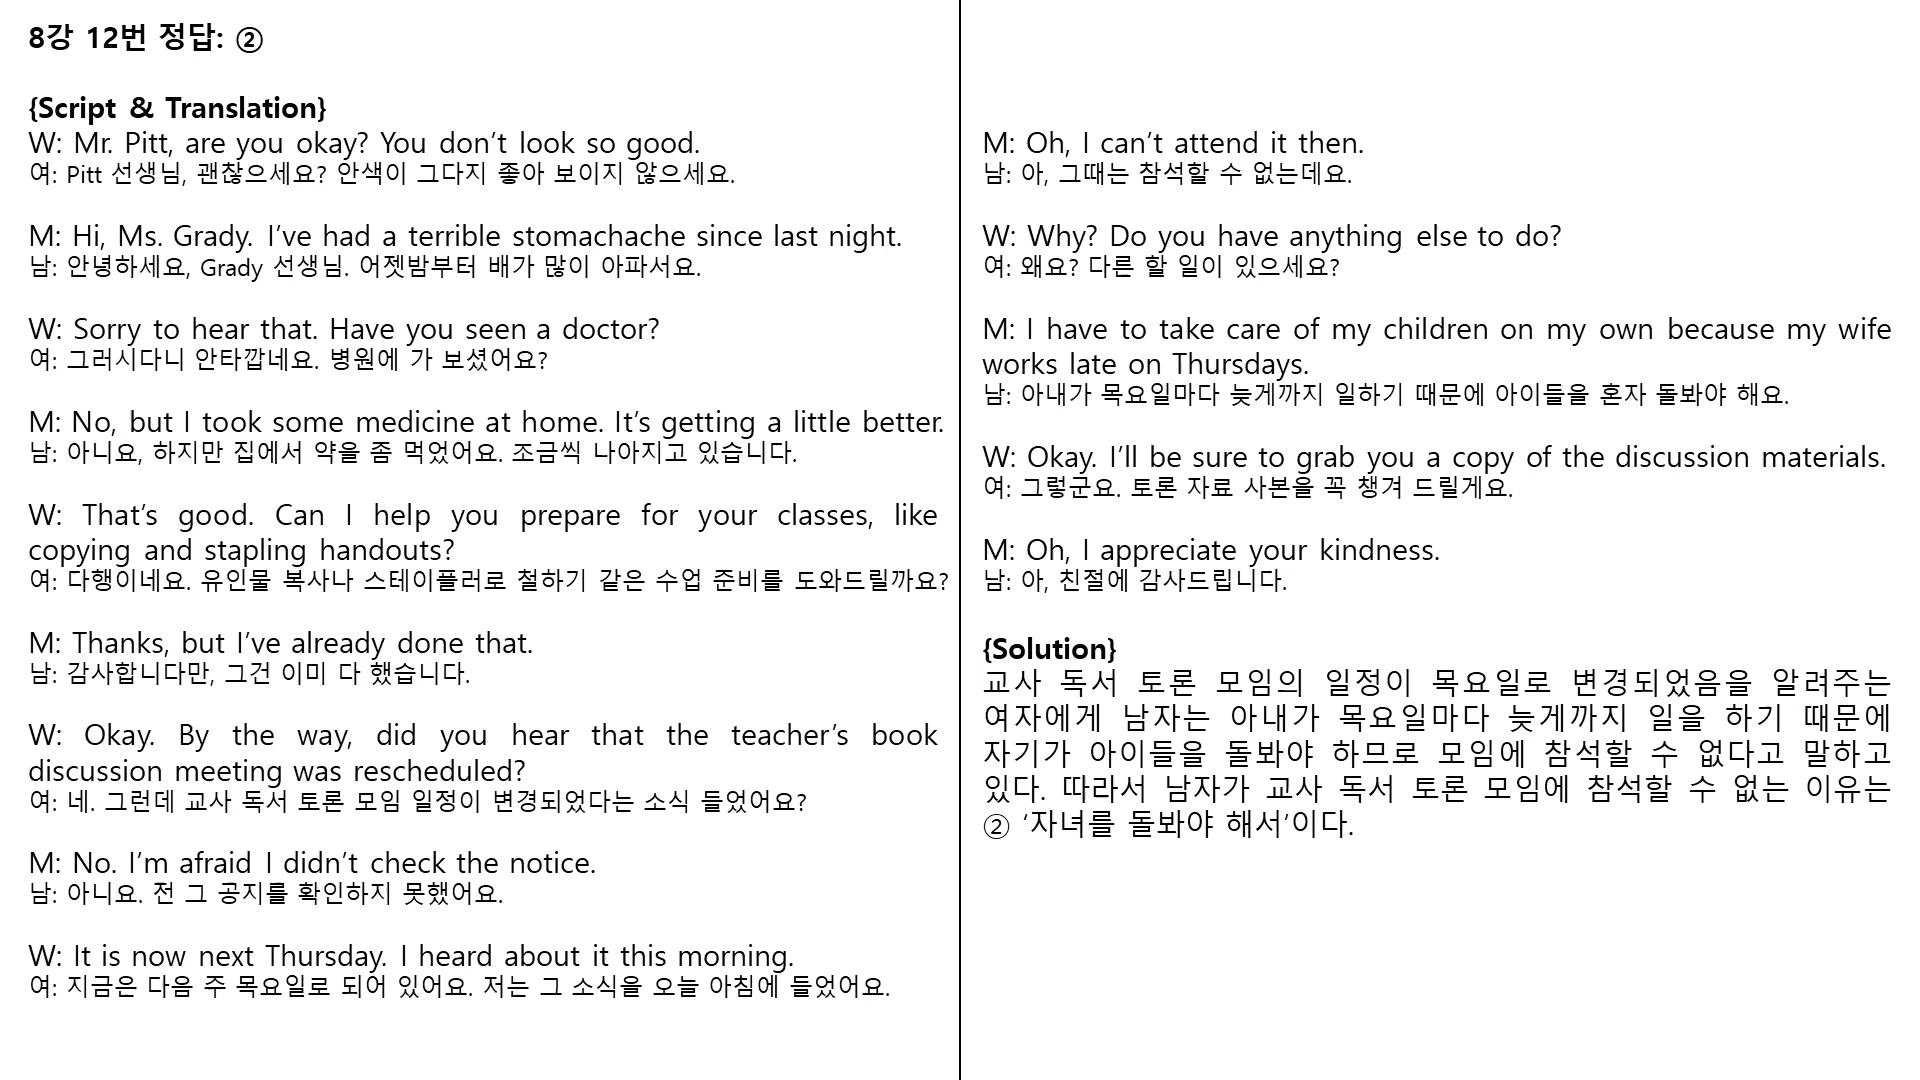 8강 12번 정답: ②
{Script & Translation}
W: Mr. Pitt, are you okay? You don’t look so good.
여: Pitt 선생님, 괜찮으세요? 안색이 그다지 좋아 보이지 않으세요.
M: Hi, Ms. Grady. I’ve had a terrible stomachache since last night.
남: 안녕하세요, Grady 선생님. 어젯밤부터 배가 많이 아파서요.
W: Sorry to hear that. Have you seen a doctor?
여: 그러시다니 안타깝네요. 병원에 가 보셨어요?
M: No, but I took some medicine at home. It’s getting a little better.
남: 아니요, 하지만 집에서 약을 좀 먹었어요. 조금씩 나아지고 있습니다.
W: That’s good. Can I help you prepare for your classes, like
copying and stapling handouts?
여: 다행이네요. 유인물 복사나 스테이플러로 철하기 같은 수업 준비를 도와드릴까요?
M: Thanks, but I’ve already done that.
남: 감사합니다만, 그건 이미 다 했습니다.
W: Okay. By the way, did you hear that the teacher’s book
discussion meeting was rescheduled?
여: 네. 그런데 교사 독서 토론 모임 일정이 변경되었다는 소식 들었어요?
M: No. I’m afraid I didn’t check the notice.
남: 아니요. 전 그 공지를 확인하지 못했어요.
W: It is now next Thursday. I heard about it this morning.
여: 지금은 다음 주 목요일로 되어 있어요. 저는 그 소식을 오늘 아침에 들었어요.
M: Oh, I can’t attend it then.
남: 아, 그때는 참석할 수 없는데요.
W: Why? Do you have anything else to do?
여: 왜요? 다른 할 일이 있으세요?
M: I have to take care of my children on my own because my wife
works late on Thursdays.
남: 아내가 목요일마다 늦게까지 일하기 때문에 아이들을 혼자 돌봐야 해요.
W: Okay. I’ll be sure to grab you a copy of the discussion materials.
여: 그렇군요. 토론 자료 사본을 꼭 챙겨 드릴게요.
M: Oh, I appreciate your kindness.
남: 아, 친절에 감사드립니다.
{Solution}
교사 독서 토론 모임의 일정이 목요일로 변경되었음을 알려주는
여자에게 남자는 아내가 목요일마다 늦게까지 일을 하기 때문에
자기가 아이들을 돌봐야 하므로 모임에 참석할 수 없다고 말하고
있다. 따라서 남자가 교사 독서 토론 모임에 참석할 수 없는 이유는
② ‘자녀를 돌봐야 해서’이다.